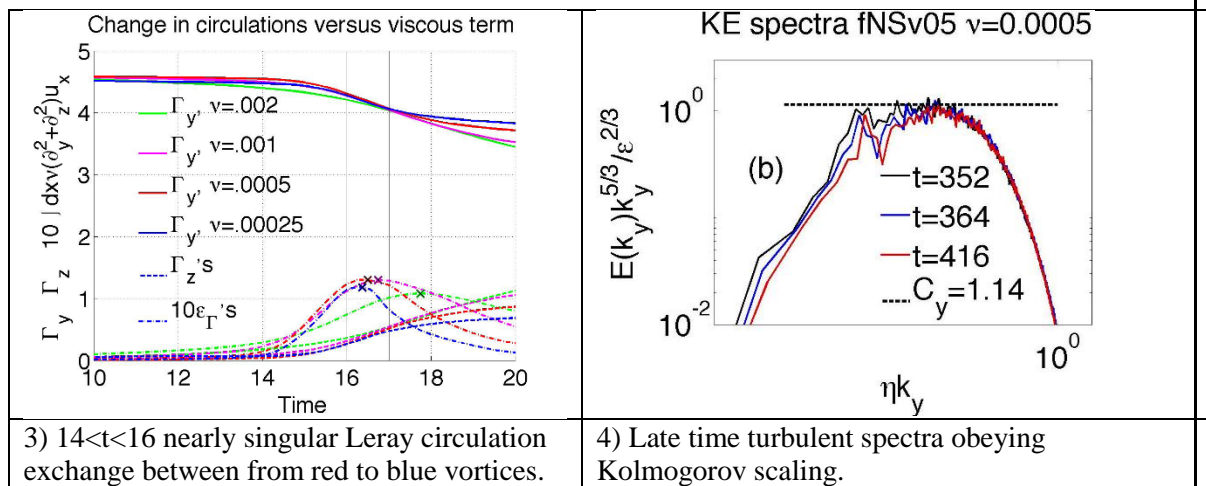 Change in circulations versus viscous term
5
4
3
2
1
0
10 12 14 16 18 20
Time
Γy Γz 10 ∫ dxν(∂y²+∂z²)ux
Γy, ν=.002
Γy, ν=.001
Γy, ν=.0005
Γy, ν=.00025
Γz's
10εΓ's
3) 14<t<16 nearly singular Leray circulation
exchange between from red to blue vortices.
KE spectra fNSv05 ν=0.0005
10⁰
10⁻²
E(ky)ky^5/3/ε^2/3
(b)
t=352
t=364
t=416
Cy=1.14
10⁰
ηky
4) Late time turbulent spectra obeying
Kolmogorov scaling.